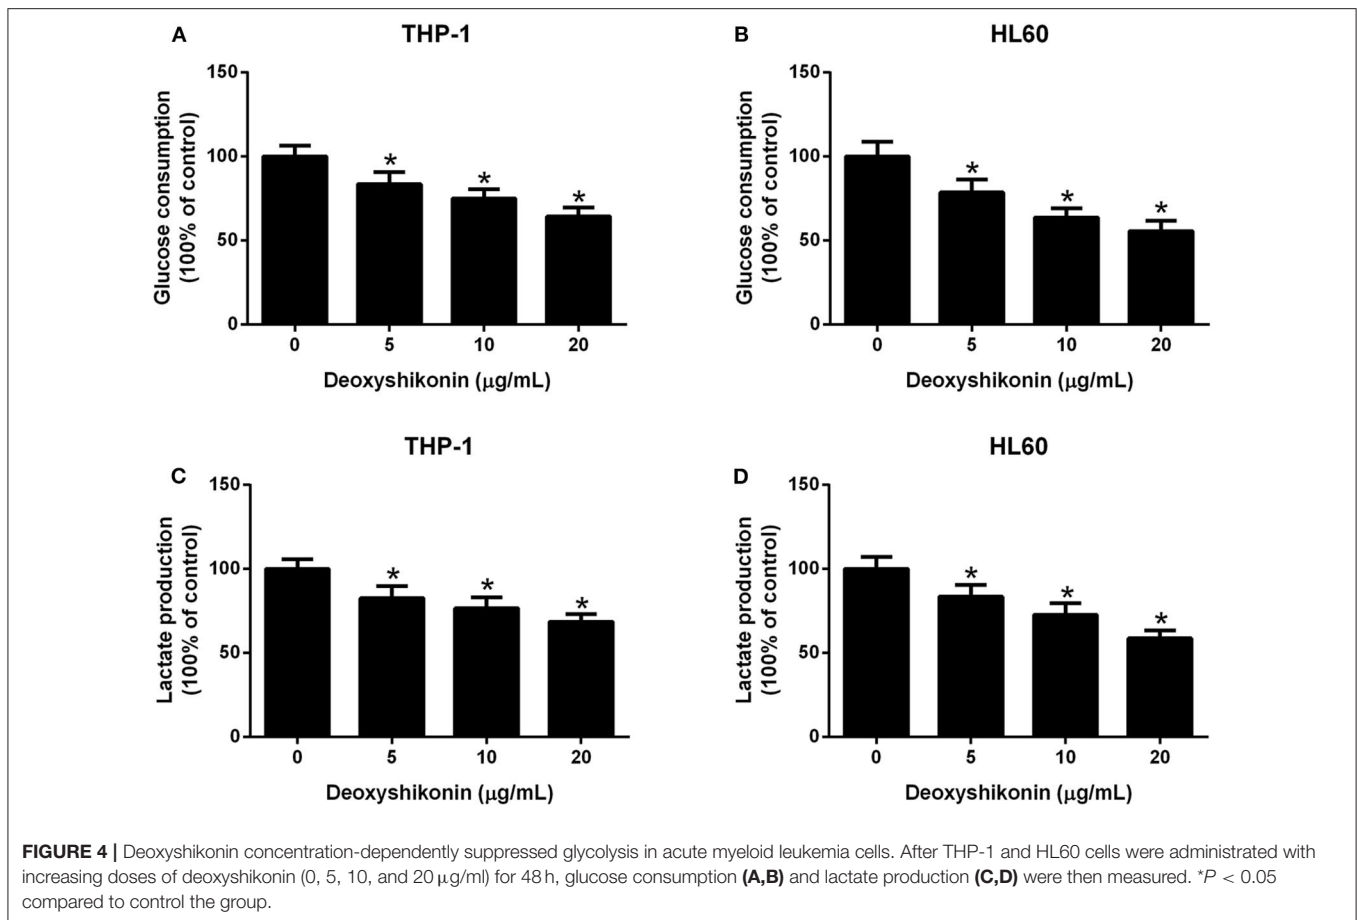 A
THP-1
Glucose consumption
(100% of control)
150
100
50
0
*
*
*
0 5 10 20
Deoxyshikonin (μg/mL)
B
HL60
Glucose consumption
(100% of control)
150
100
50
0
*
*
*
0 5 10 20
Deoxyshikonin (μg/mL)
C
THP-1
Lactate production
(100% of control)
150
100
50
0
*
*
*
0 5 10 20
Deoxyshikonin (μg/mL)
D
HL60
Lactate production
(100% of control)
150
100
50
0
*
*
*
0 5 10 20
Deoxyshikonin (μg/mL)
FIGURE 4 | Deoxyshikonin concentration-dependently suppressed glycolysis in acute myeloid leukemia cells. After THP-1 and HL60 cells were administrated with
increasing doses of deoxyshikonin (0, 5, 10, and 20 μg/ml) for 48 h, glucose consumption (A,B) and lactate production (C,D) were then measured. *P < 0.05
compared to control the group.